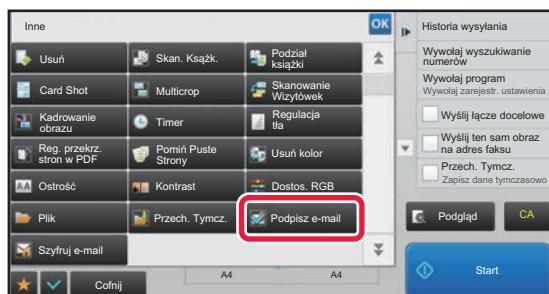 Inne
OK
Usuń
Skan. Książk.
Podział
książki
Card Shot
Multicrop
Skanowanie
Wizytówek
Kadrowanie
obrazu
Timer
Regulacja
tła
Reg. przekrz.
stron w PDF
Pomiń Puste
Strony
Usuń kolor
AA
Ostrość
Kontrast
Dostos. RGB
Plik
Przech. Tymcz.
Podpisz e-mail
Szyfruj e-mail
Cofnij
A4
A4
Historia wysyłania
Wywołaj wyszukiwanie
numerów
Wywołaj program
Wywołaj zarejestr. ustawienia
Wyślij łącze docelowe
Wyślij ten sam obraz
na adres faksu
Przech. Tymcz.
Zapisz dane tymczasowo
Podgląd
CA
Start